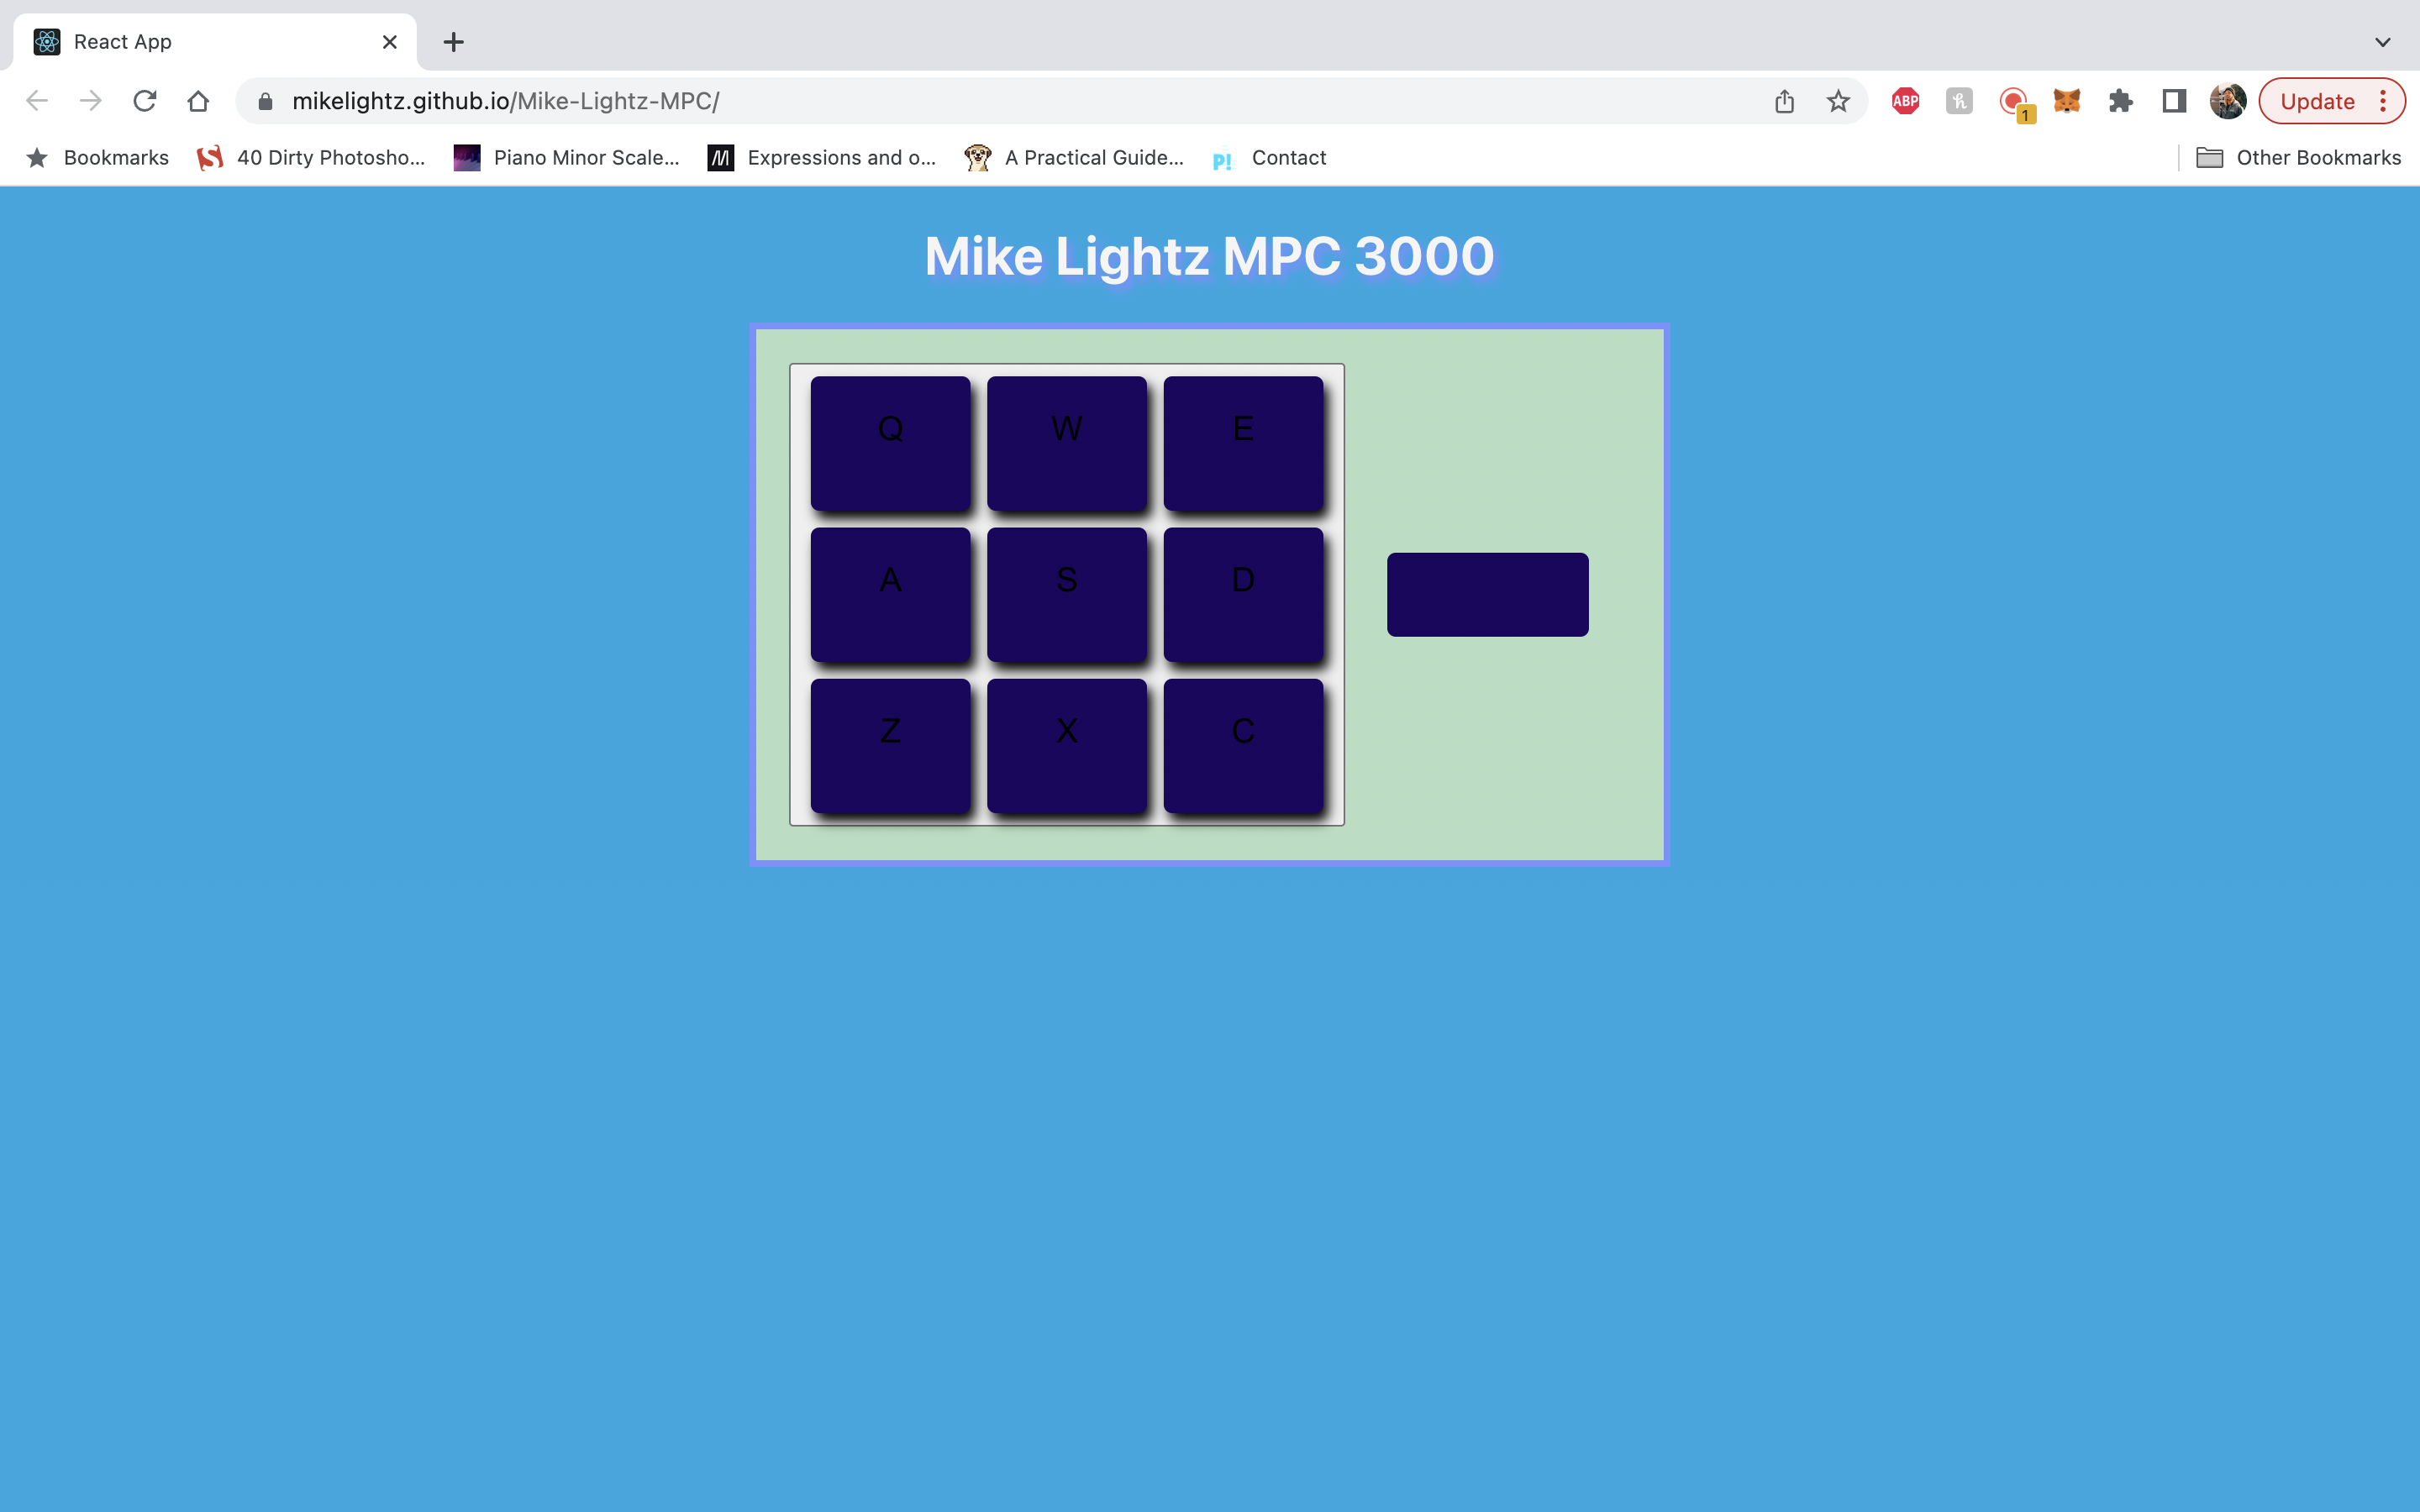 React App
mikelightz.github.io/Mike-Lightz-MPC/
ABP
h
1
Update
Bookmarks
40 Dirty Photosho...
Piano Minor Scale...
M
Expressions and o...
A Practical Guide...
p!
Contact
Other Bookmarks
Mike Lightz MPC 3000
Q W E
A S D
Z X C